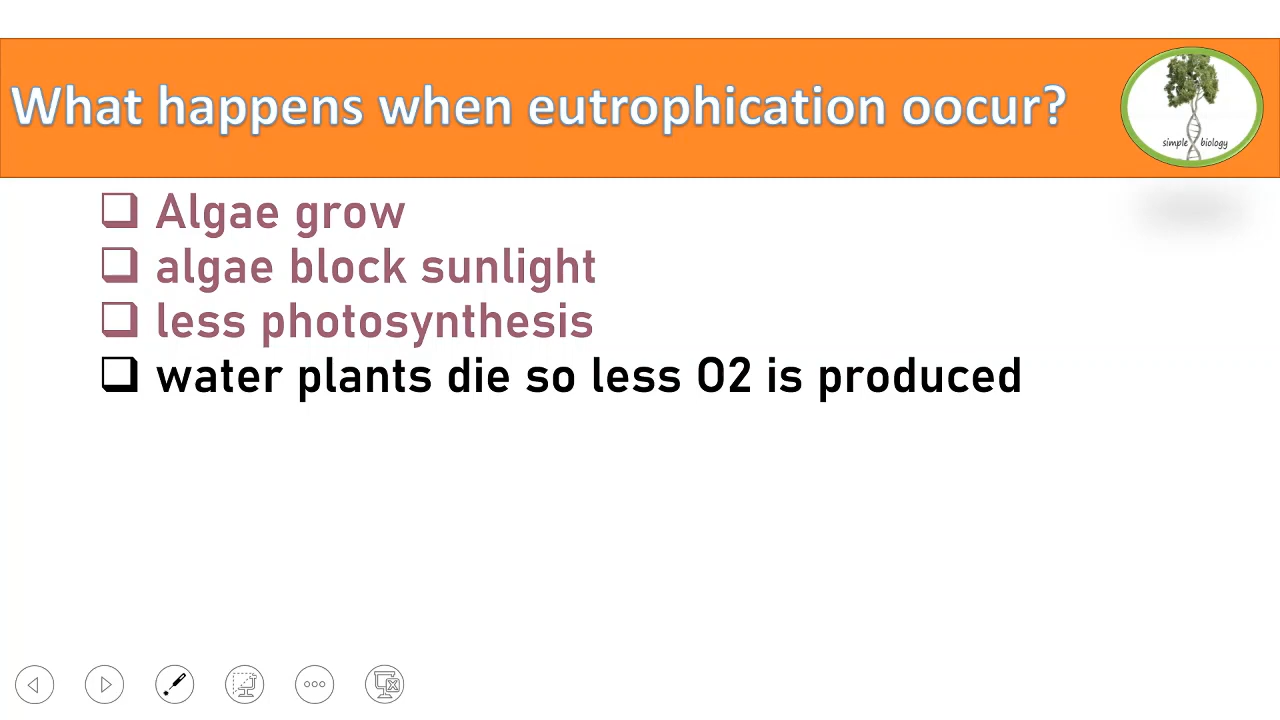 What happens when eutrophication oocur?
simple biology
Algae grow
algae block sunlight
less photosynthesis
water plants die so less O2 is produced